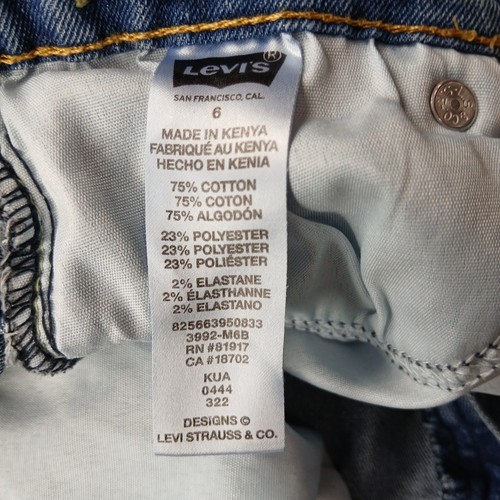 LEVI'S®
SAN FRANCISCO, CAL.
6
MADE IN KENYA
FABRIQUÉ AU KENYA
HECHO EN KENIA
75% COTTON
75% COTON
75% ALGODÓN
23% POLYESTER
23% POLYESTER
23% POLIÉSTER
2% ELASTANE
2% ÉLASTHANNE
2% ELASTANO
825663950833
3992-M6B
RN #81917
CA #18702
KUA
0444
322
DESIGNS ©
LEVI STRAUSS & CO.